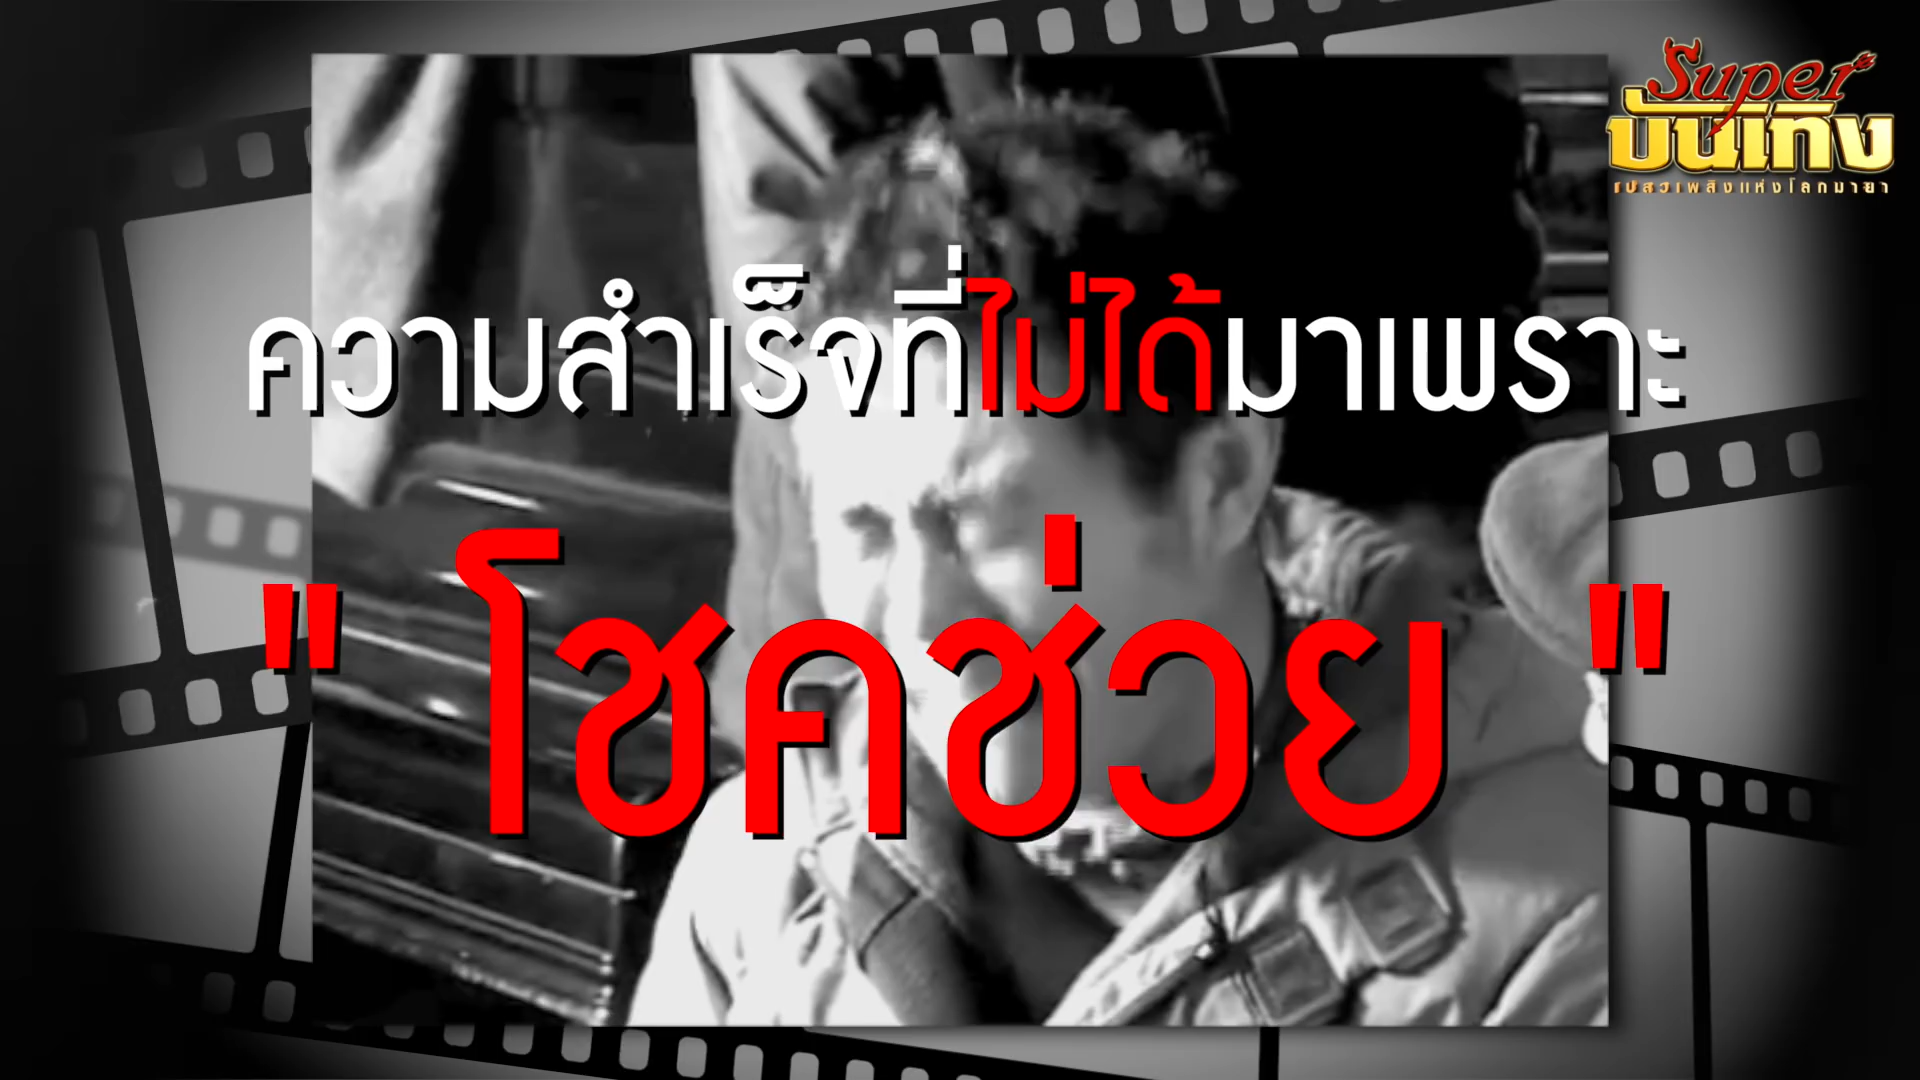 Super
บันเทิง
เปลวเพลิงแห่งโลกมายา
ความสำเร็จที่ไม่ได้มาเพราะ
" โชคช่วย "